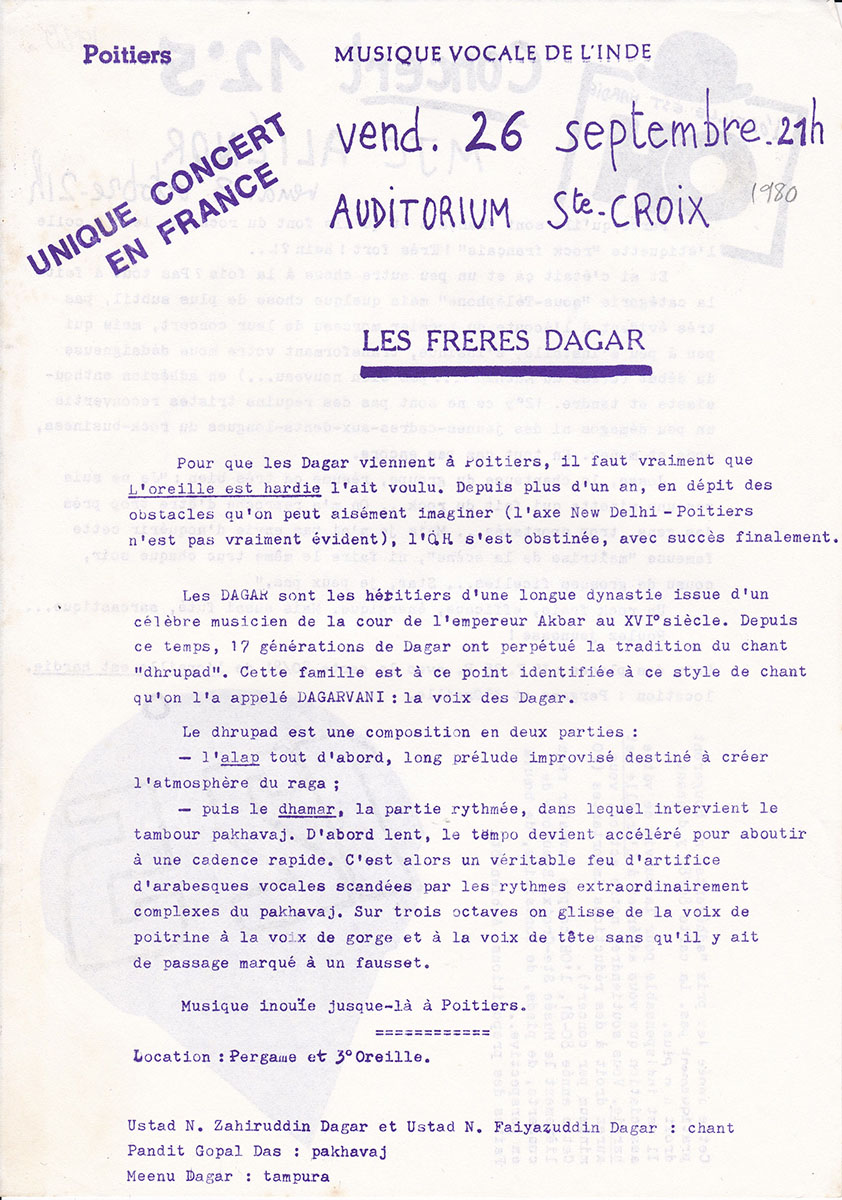 Poitiers
MUSIQUE VOCALE DE L'INDE
UNIQUE CONCERT
EN FRANCE
vend. 26 septembre. 21h
1980
AUDITORIUM Ste-CROIX
LES FRERES DAGAR
Pour que les Dagar viennent à Poitiers, il faut vraiment que
L'oreille est hardie l'ait voulu. Depuis plus d'un an, en dépit des
obstacles qu'on peut aisément imaginer (l'axe New Delhi-Poitiers
n'est pas vraiment évident), l'OH s'est obstinée, avec succès finalement.
Les DAGAR sont les héritiers d'une longue dynastie issue d'un
célèbre musicien de la cour de l'empereur Akbar au XVI° siècle. Depuis
ce temps, 17 générations de Dagar ont perpétué la tradition du chant
"dhrupad". Cette famille est à ce point identifiée à ce style de chant
qu'on l'a appelé DAGARVANI : la voix des Dagar.
Le dhrupad est une composition en deux parties :
— l'alap tout d'abord, long prélude improvisé destiné à créer
l'atmosphère du raga ;
— puis le dhamar, la partie rythmée, dans lequel intervient le
tambour pakhavaj. D'abord lent, le tempo devient accéléré pour aboutir
à une cadence rapide. C'est alors un véritable feu d'artifice
d'arabesques vocales scandées par les rythmes extraordinairement
complexes du pakhavaj. Sur trois octaves on glisse de la voix de
poitrine à la voix de gorge et à la voix de tête sans qu'il y ait
de passage marqué à un fausset.
Musique inouïe jusque-là à Poitiers.
============
Location : Pergame et 3° Oreille.
Ustad N. Zahiruddin Dagar et Ustad N. Faiyazuddin Dagar : chant
Pandit Gopal Das : pakhavaj
Meenu Dagar : tampura